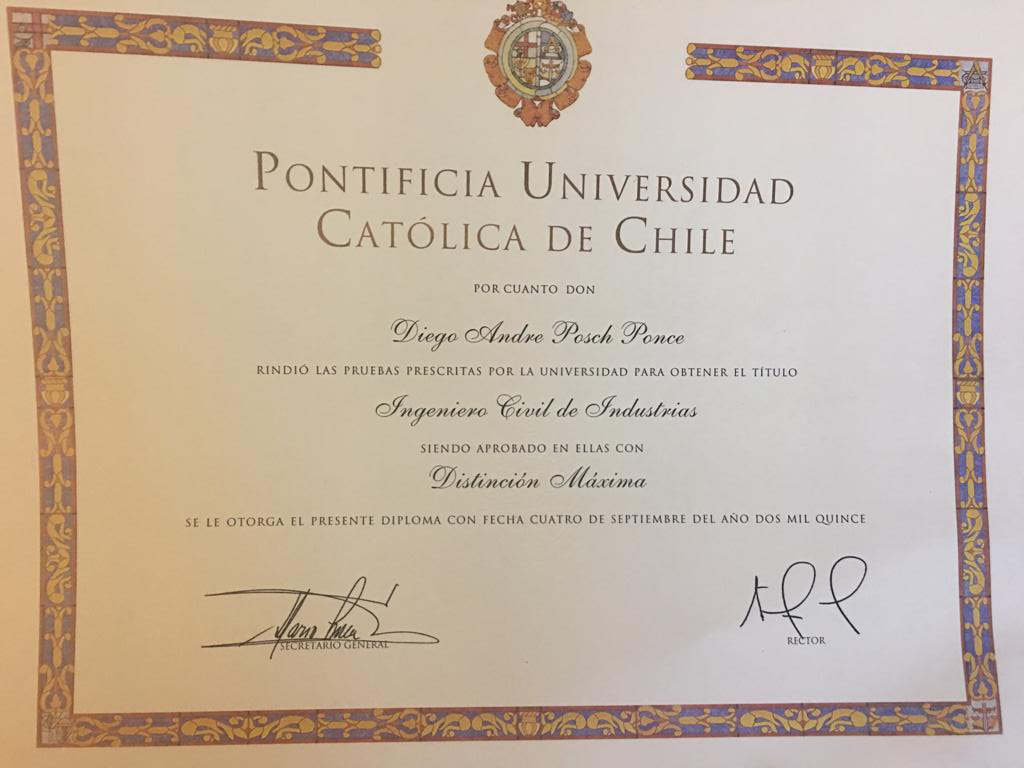 PONTIFICIA UNIVERSIDAD
CATÓLICA DE CHILE
POR CUANTO DON
Diego Andre Posch Ponce
RINDIÓ LAS PRUEBAS PRESCRITAS POR LA UNIVERSIDAD PARA OBTENER EL TÍTULO
Ingeniero Civil de Industrias
SIENDO APROBADO EN ELLAS CON
Distinción Máxima
SE LE OTORGA EL PRESENTE DIPLOMA CON FECHA CUATRO DE SEPTIEMBRE DEL AÑO DOS MIL QUINCE
SECRETARIO GENERAL
RECTOR